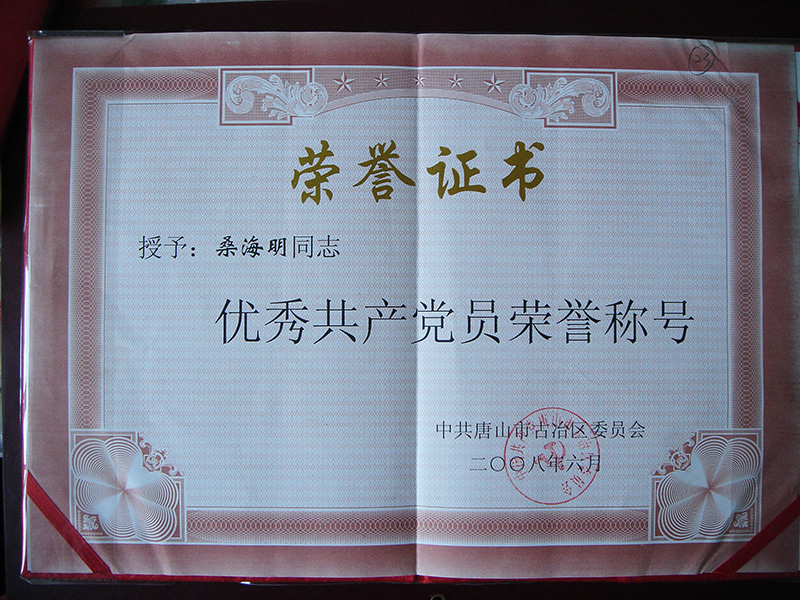 23
荣誉证书
授予：桑海明同志
优秀共产党员荣誉称号
中共唐山市古冶区委员会
二〇〇八年六月